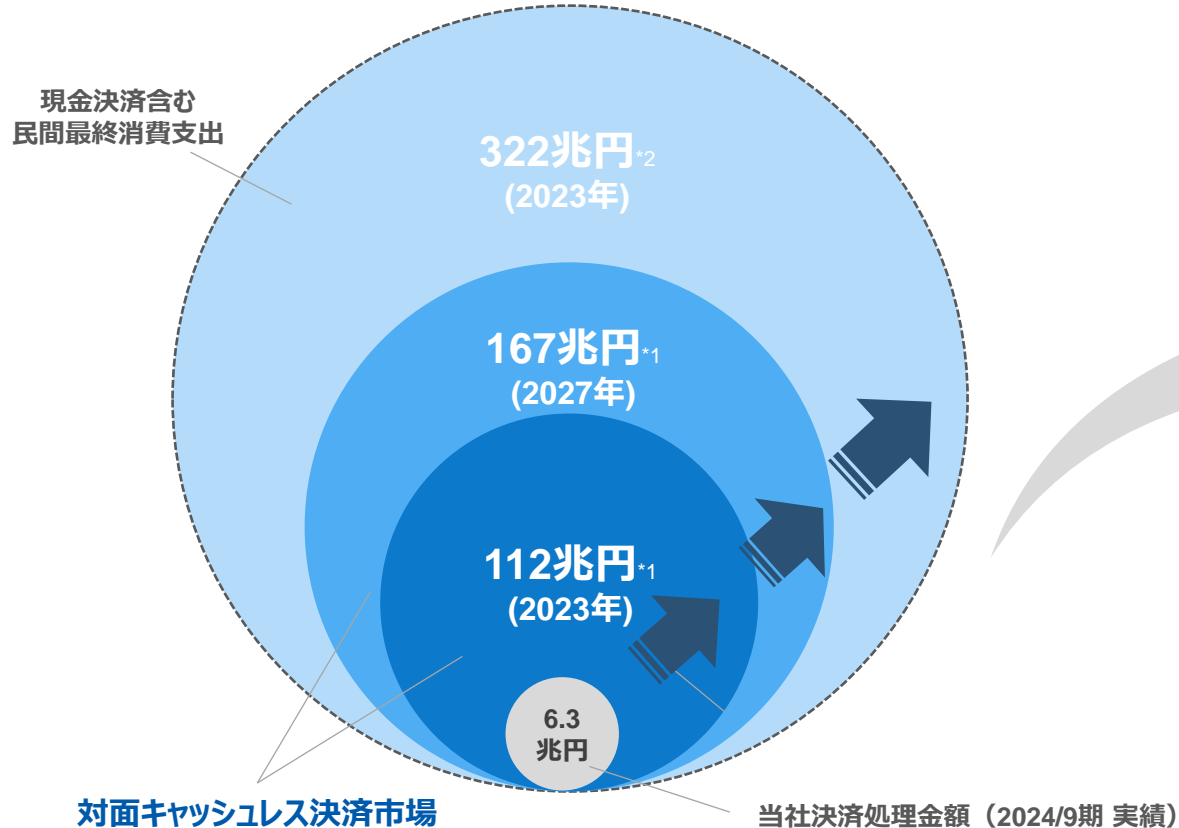 現金決済含む
民間最終消費支出
322兆円*2
(2023年)
167兆円*1
(2027年)
112兆円*1
(2023年)
6.3
兆円
対面キャッシュレス決済市場
当社決済処理金額（2024/9期 実績）